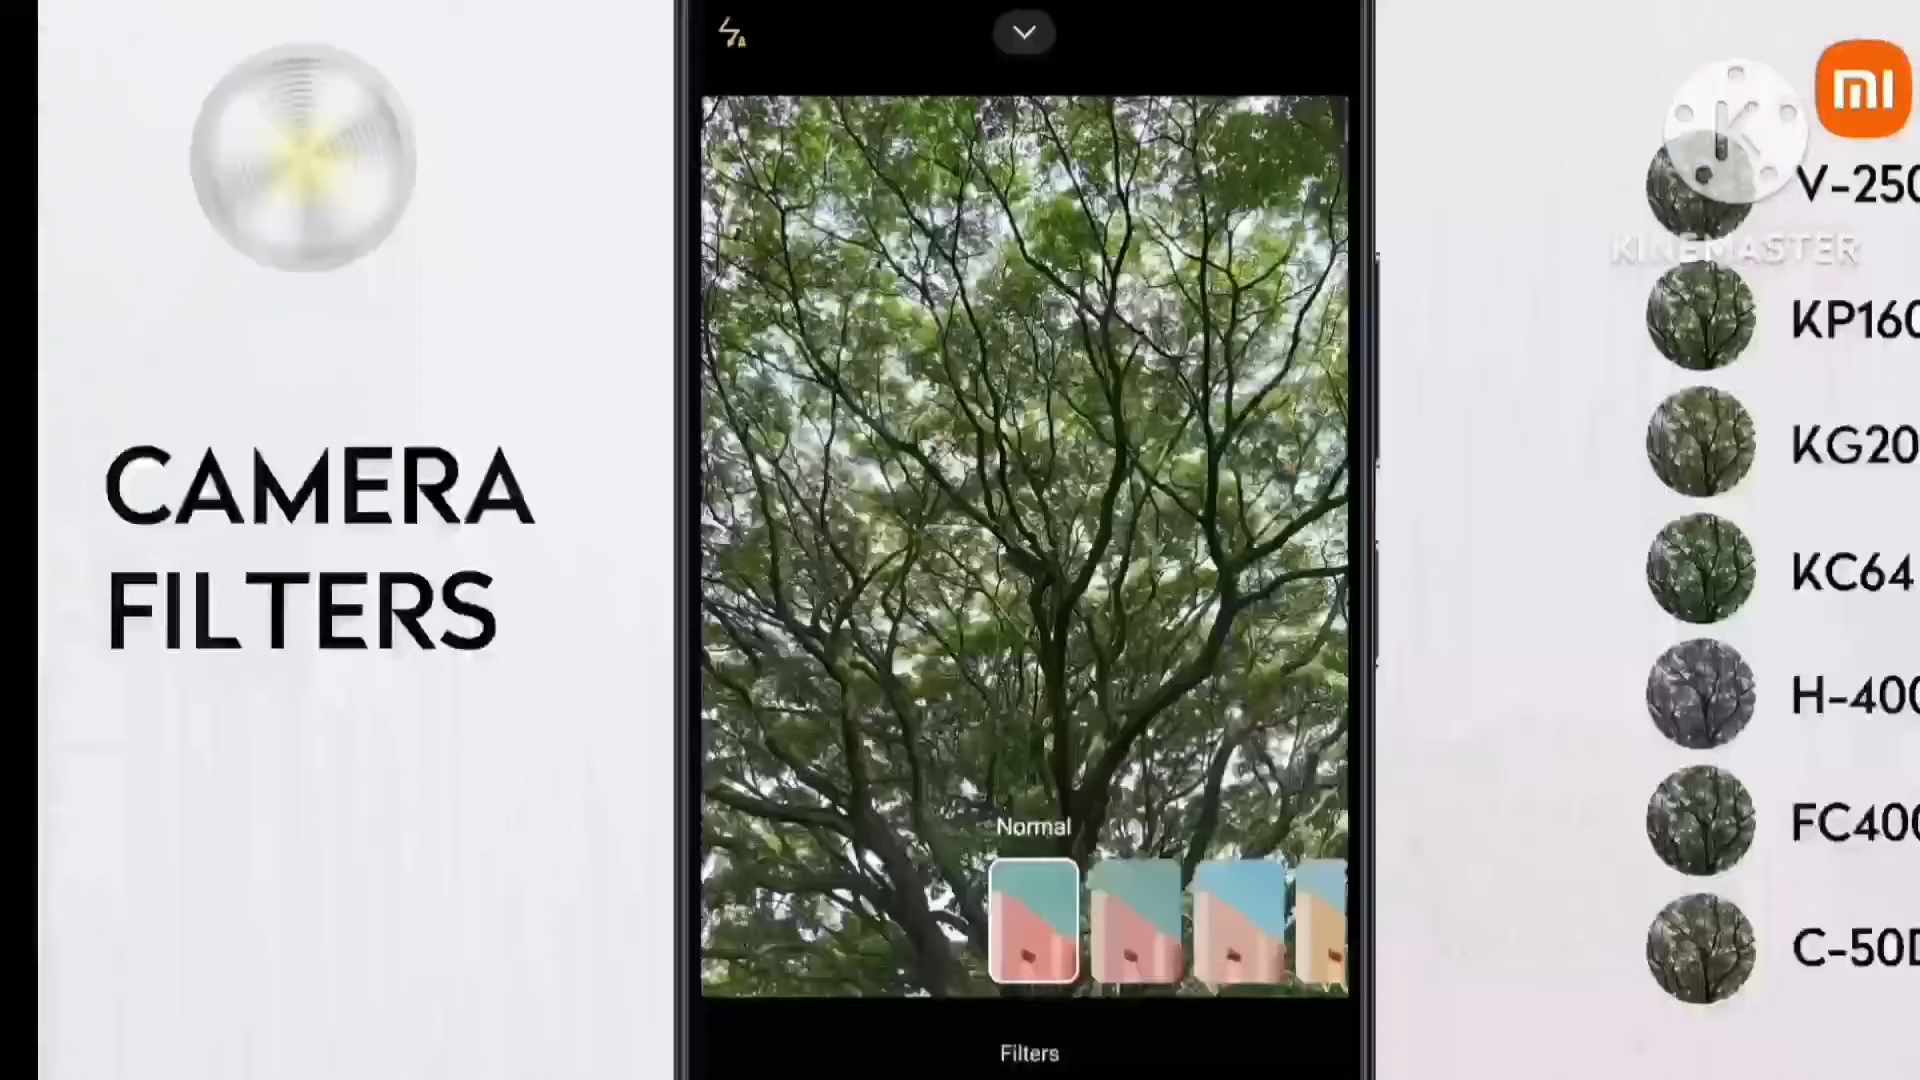 CAMERA
FILTERS
A
Normal
Filters
mi
K
KINEMASTER
V-250
KP160
KG20
KC64
H-400
FC400
C-50D